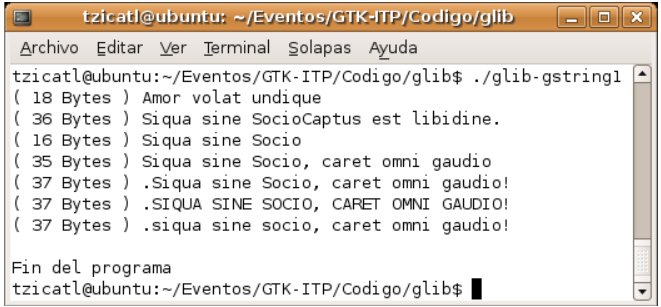 tzicatl@ubuntu: ~/Eventos/GTK-ITP/Codigo/glib
Archivo Editar Ver Terminal Solapas Ayuda
tzicatl@ubuntu:~/Eventos/GTK-ITP/Codigo/glib$ ./glib-gstring1
( 18 Bytes ) Amor volat undique
( 36 Bytes ) Siqua sine SocioCaptus est libidine.
( 16 Bytes ) Siqua sine Socio
( 35 Bytes ) Siqua sine Socio, caret omni gaudio
( 37 Bytes ) .Siqua sine Socio, caret omni gaudio!
( 37 Bytes ) .SIQUA SINE SOCIO, CARET OMNI GAUDIO!
( 37 Bytes ) .siqua sine socio, caret omni gaudio!
Fin del programa
tzicatl@ubuntu:~/Eventos/GTK-ITP/Codigo/glib$